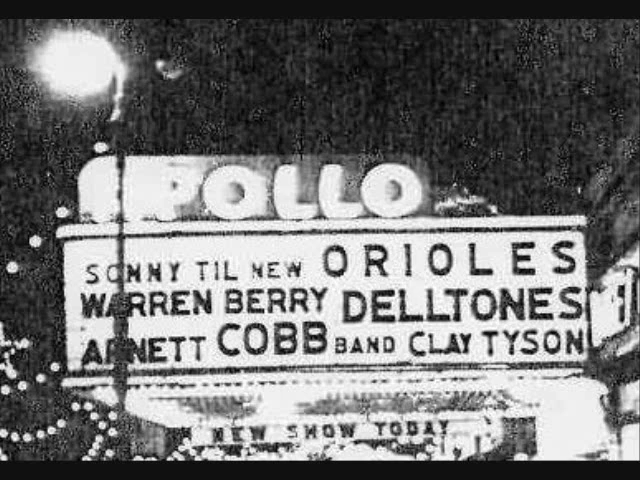 POLLO
SONNY TIL NEW ORIOLES
WARREN BERRY DELLTONES
ARNETT COBB BAND CLAY TYSON
NEW SHOW TODAY